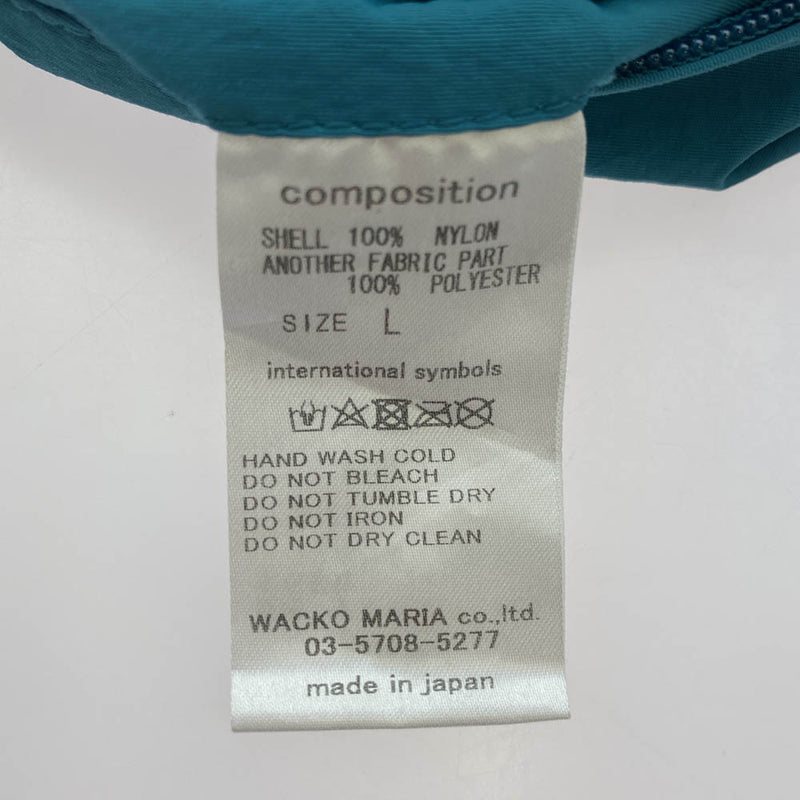 composition
SHELL 100% NYLON
ANOTHER FABRIC PART
100% POLYESTER
SIZE L
international symbols
HAND WASH COLD
DO NOT BLEACH
DO NOT TUMBLE DRY
DO NOT IRON
DO NOT DRY CLEAN
WACKO MARIA co.,ltd.
03-5708-5277
made in japan